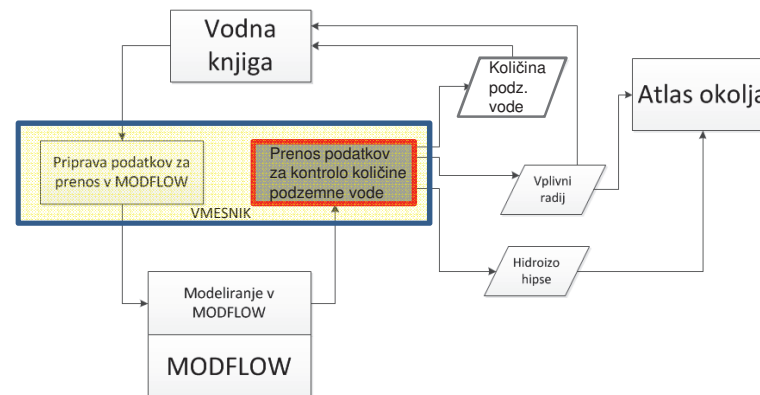 Vodna
knjiga
Količina
podz.
vode
Atlas okolja
Priprava podatkov za
prenos v MODFLOW
Prenos podatkov
za kontrolo količine
podzemne vode
VMESNIK
Vplivni
radij
Hidroizo
hipse
Modeliranje v
MODFLOW
MODFLOW